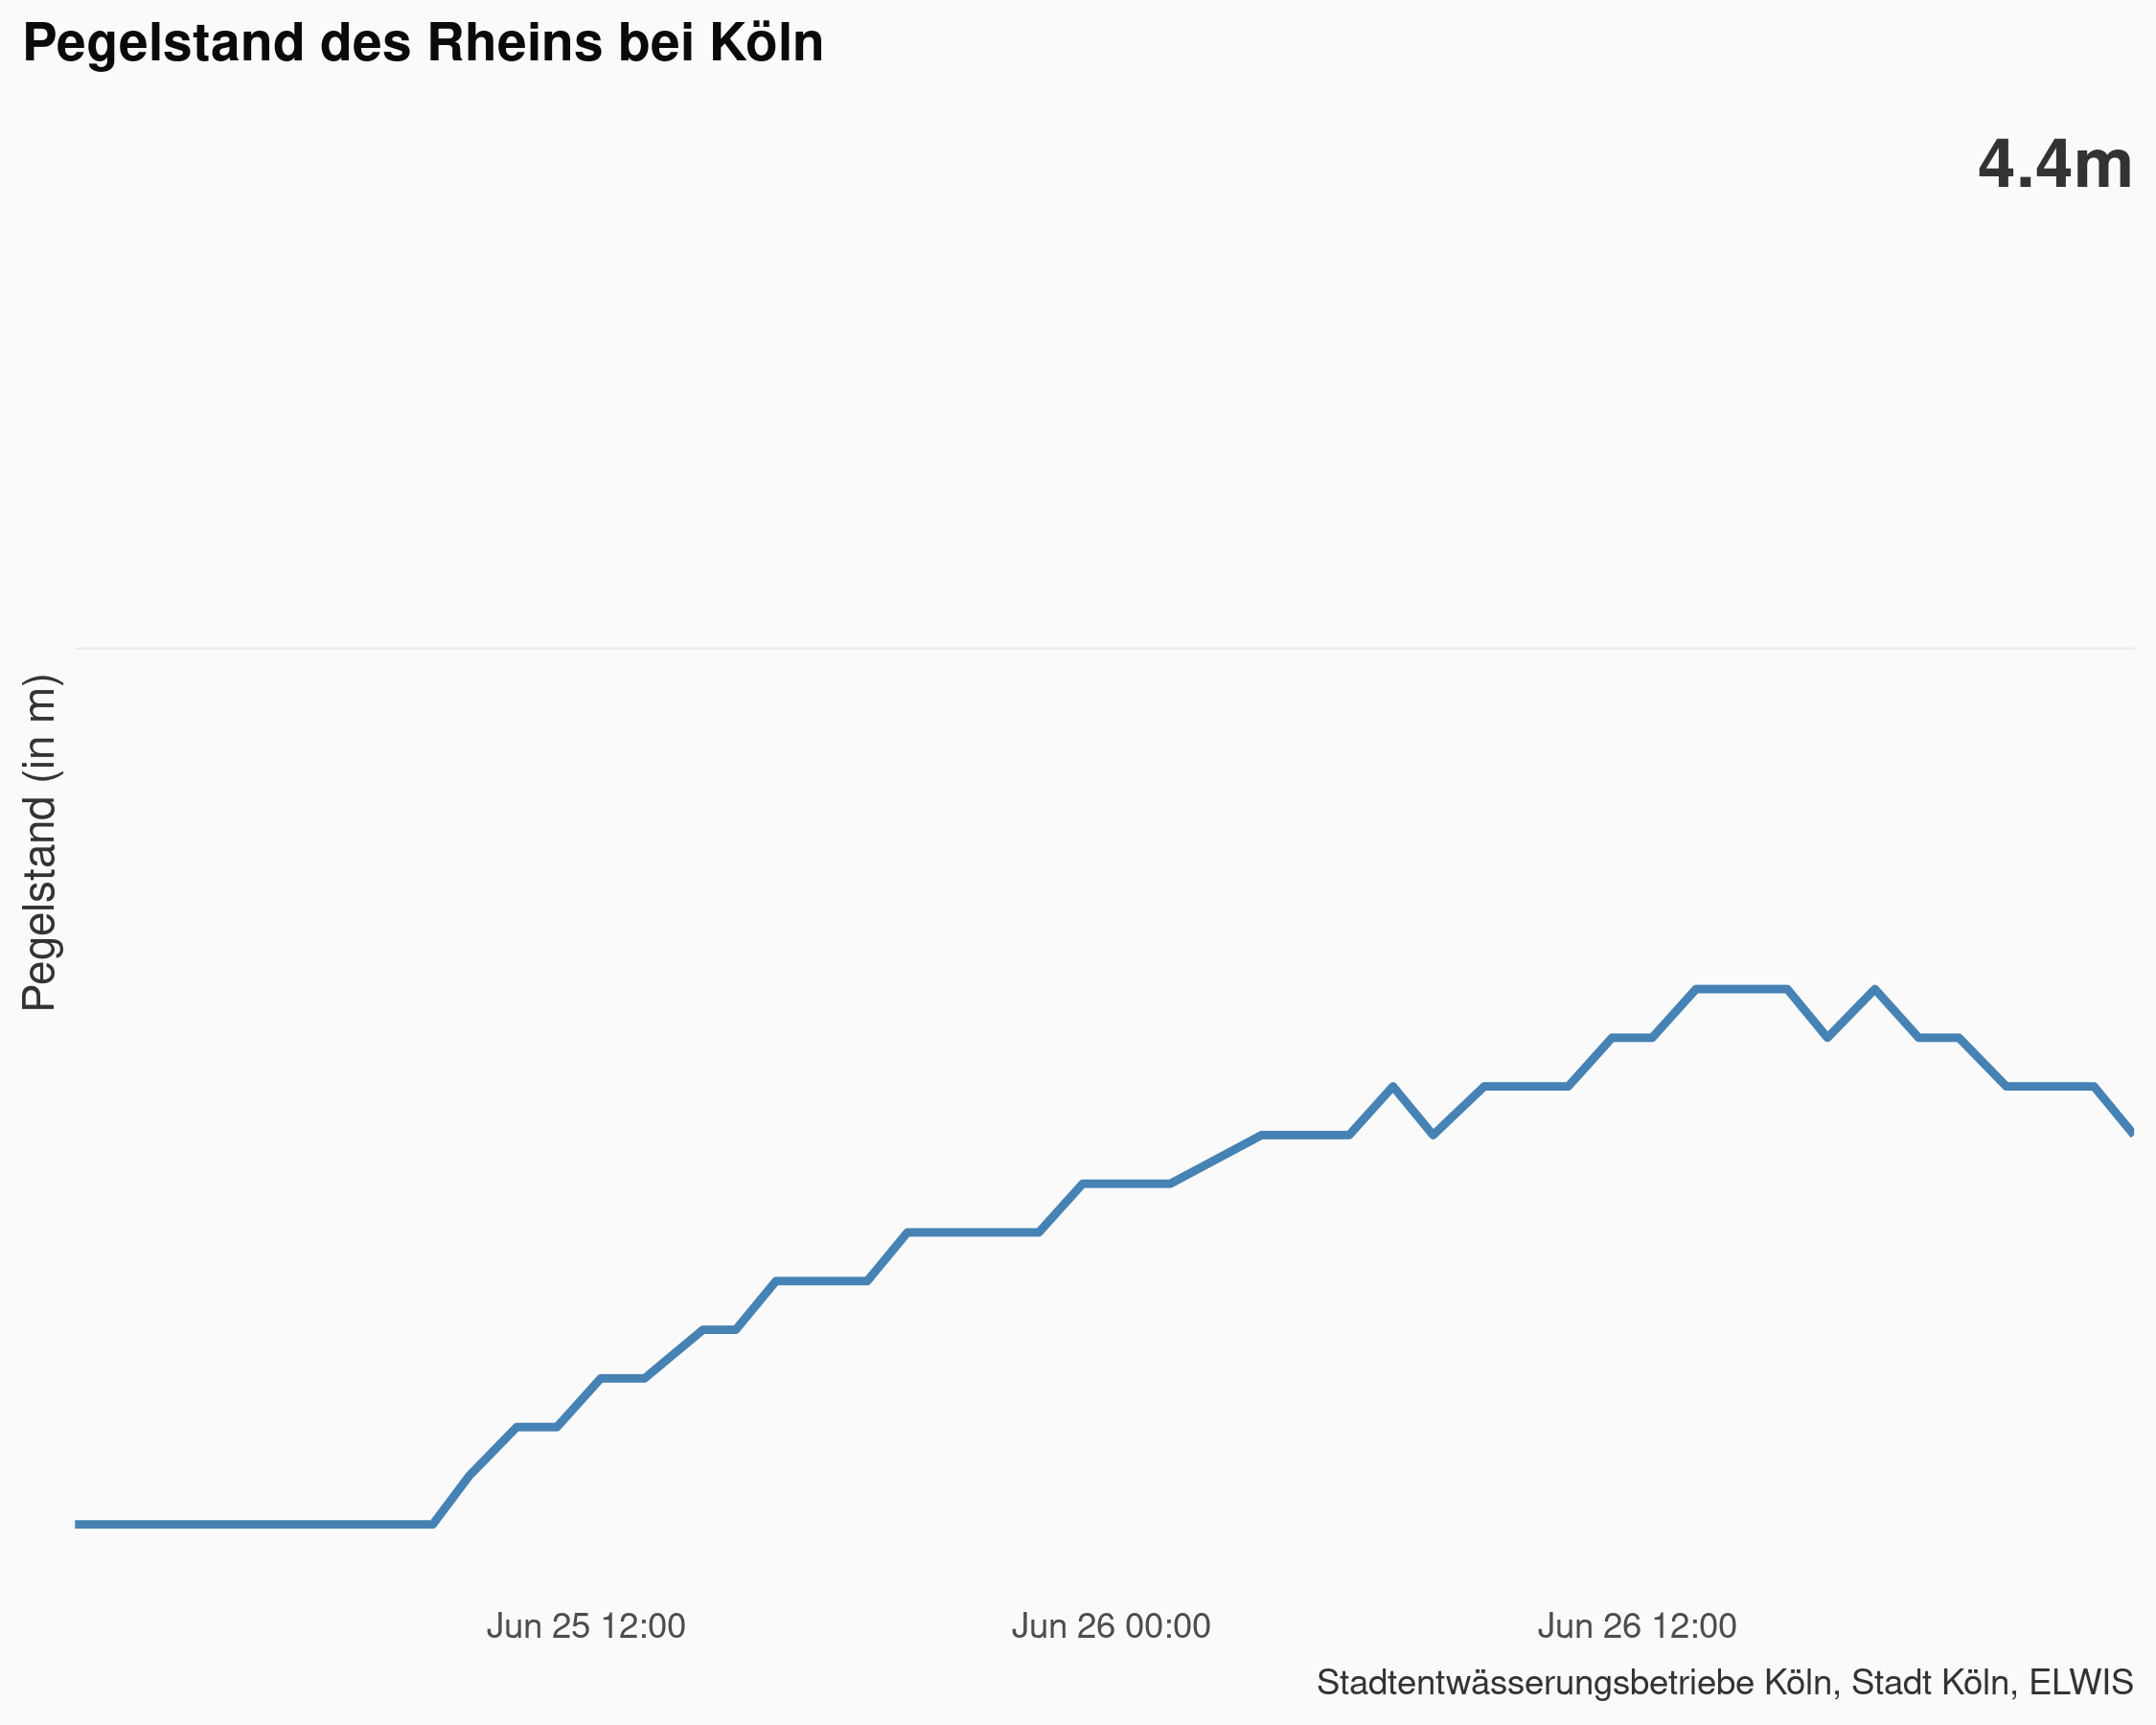 Pegelstand des Rheins bei Köln
4.4m
Pegelstand (in m)
Jun 25 12:00
Jun 26 00:00
Jun 26 12:00
Stadtentwässerungsbetriebe Köln, Stadt Köln, ELWIS